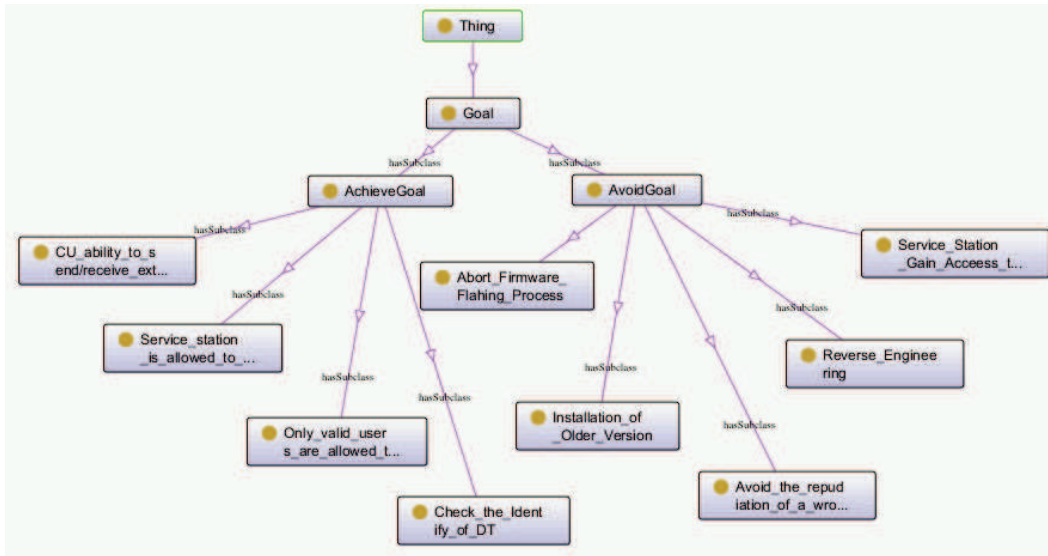 Thing
Goal
hasSubclass
hasSubclass
AchieveGoal
AvoidGoal
hasSubclass
hasSubclass
CU_ability_to_s
end/receive_ext...
Abort_Firmware_
Flahing_Process
hasSubclass
Service_Station
_Gain_Acceess_t...
hasSubclass
hasSubclass
hasSubclass
Service_station
_is_allowed_to_...
Reverse_Enginee
ring
hasSubclass
hasSubclass
Only_valid_user
s_are_allowed_t...
Installation_of
_Older_Version
hasSubclass
Check_the_Ident
ify_of_DT
Avoid_the_repud
iation_of_a_wro...